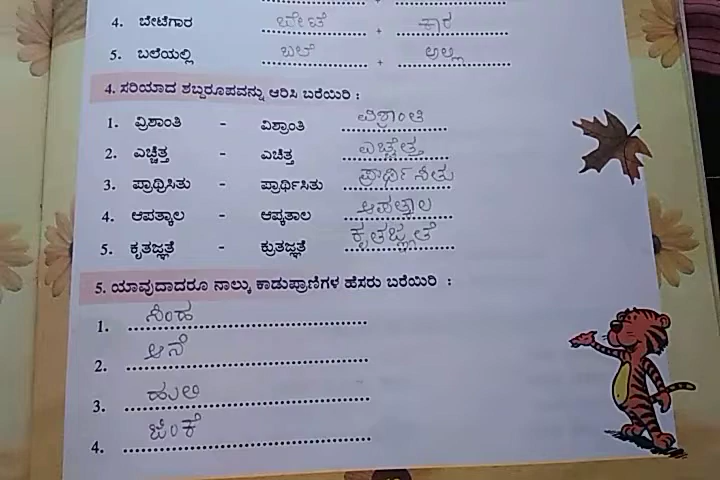 4. ಬೇಟೆಗಾರ ಬೇಟೆ + ಕಾರ
5. ಬಲೆಯಲ್ಲಿ ಬಲೆ + ಅಲ್ಲಿ
4. ಸರಿಯಾದ ಶಬ್ದರೂಪವನ್ನು ಆರಿಸಿ ಬರೆಯಿರಿ :
1. ವ್ರಿಶಾಂತಿ - ವಿಶ್ರಾಂತಿ ವಿಶ್ರಾಂತಿ
2. ಎಚ್ಚೆತ್ತ - ಎಚೆತ್ತ ಎಚ್ಚೆತ್ತ
3. ಪ್ರಾಥ್ರಿಸಿತು - ಪ್ರಾರ್ಥಿಸಿತು ಪ್ರಾರ್ಥಿಸಿತು
4. ಆಪತ್ಕಾಲ - ಆಪ್ಕತಾಲ ಆಪತ್ಕಾಲ
5. ಕೃತಜ್ಞತೆ - ಕ್ರುತಜ್ಞತೆ ಕೃತಜ್ಞತೆ
5. ಯಾವುದಾದರೂ ನಾಲ್ಕು ಕಾಡುಪ್ರಾಣಿಗಳ ಹೆಸರು ಬರೆಯಿರಿ :
1. ಸಿಂಹ
2. ಆನೆ
3. ಹುಲಿ
4. ಜಿಂಕೆ